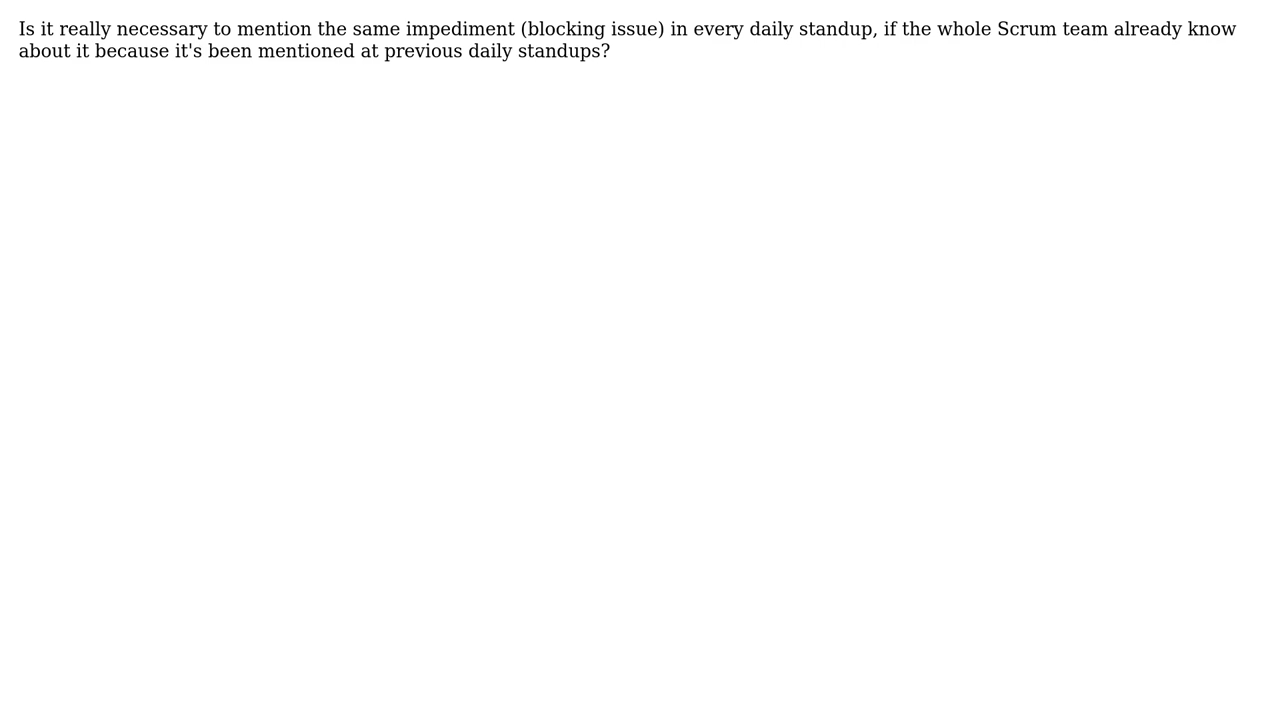 Is it really necessary to mention the same impediment (blocking issue) in every daily standup, if the whole Scrum team already know
about it because it's been mentioned at previous daily standups?